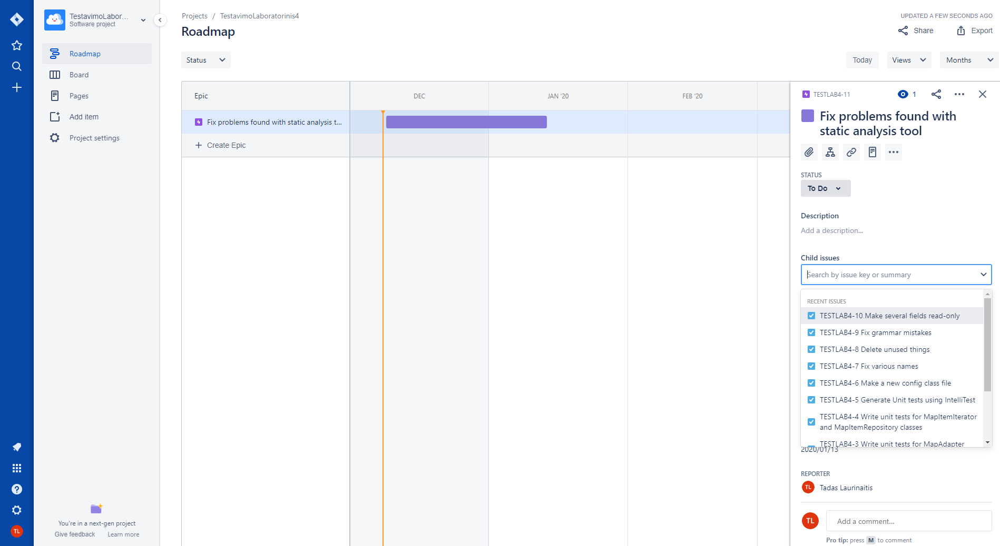 TestavimoLabor...
Software project
Roadmap
Board
Pages
Add item
Project settings
You're in a next-gen project
Give feedback
Learn more
TL
Projects / TestavimoLaboratorinis4
Roadmap
UPDATED A FEW SECONDS AGO
Share
Export
Status
Today
Views
Months
Epic
DEC
JAN '20
FEB '20
Fix problems found with static analysis t...
Create Epic
TESTLAB4-11
1
Fix problems found with
static analysis tool
STATUS
To Do
Description
Add a description...
Child issues
Search by issue key or summary
RECENT ISSUES
TESTLAB4-10 Make several fields read-only
TESTLAB4-9 Fix grammar mistakes
TESTLAB4-8 Delete unused things
TESTLAB4-7 Fix various names
TESTLAB4-6 Make a new config class file
TESTLAB4-5 Generate Unit tests using IntelliTest
TESTLAB4-4 Write unit tests for MapItemIterator
and MapItemRepository classes
TESTLAB4-3 Write unit tests for MapAdapter
2020/01/13
REPORTER
TL
Tadas Laurinaitis
TL
Add a comment...
Pro tip: press M to comment